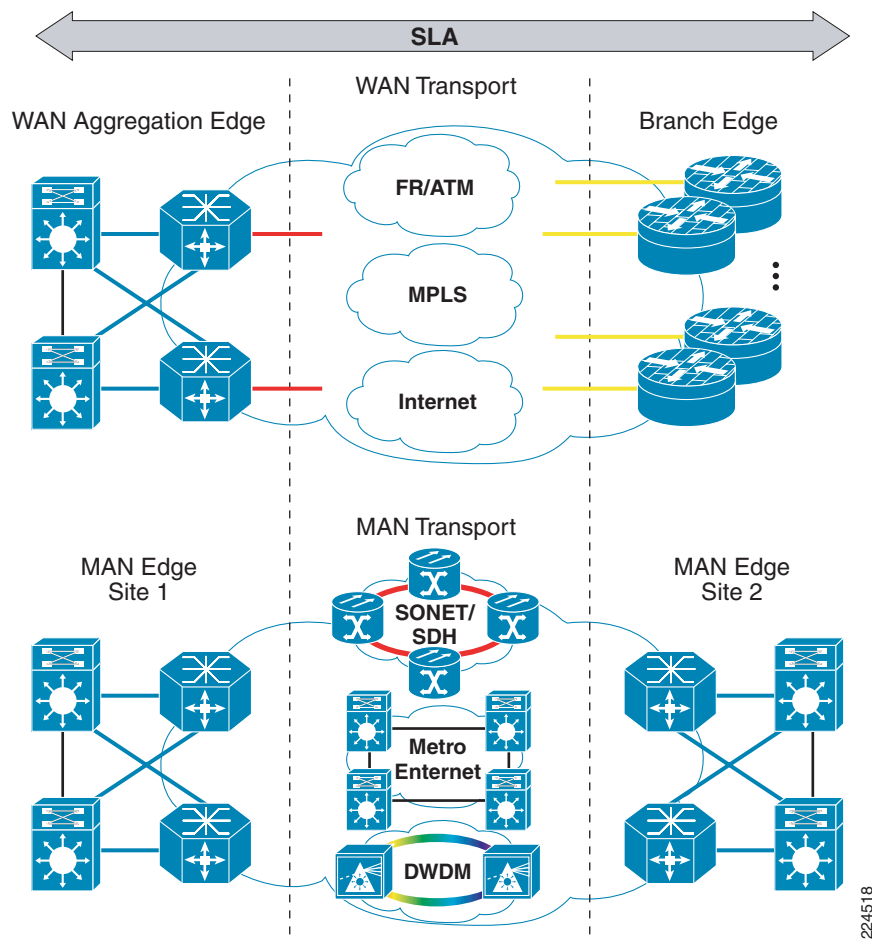 SLA
WAN Transport
WAN Aggregation Edge
Branch Edge
FR/ATM
MPLS
Internet
MAN Transport
MAN Edge
Site 1
MAN Edge
Site 2
SONET/
SDH
Metro
Enternet
DWDM
224518